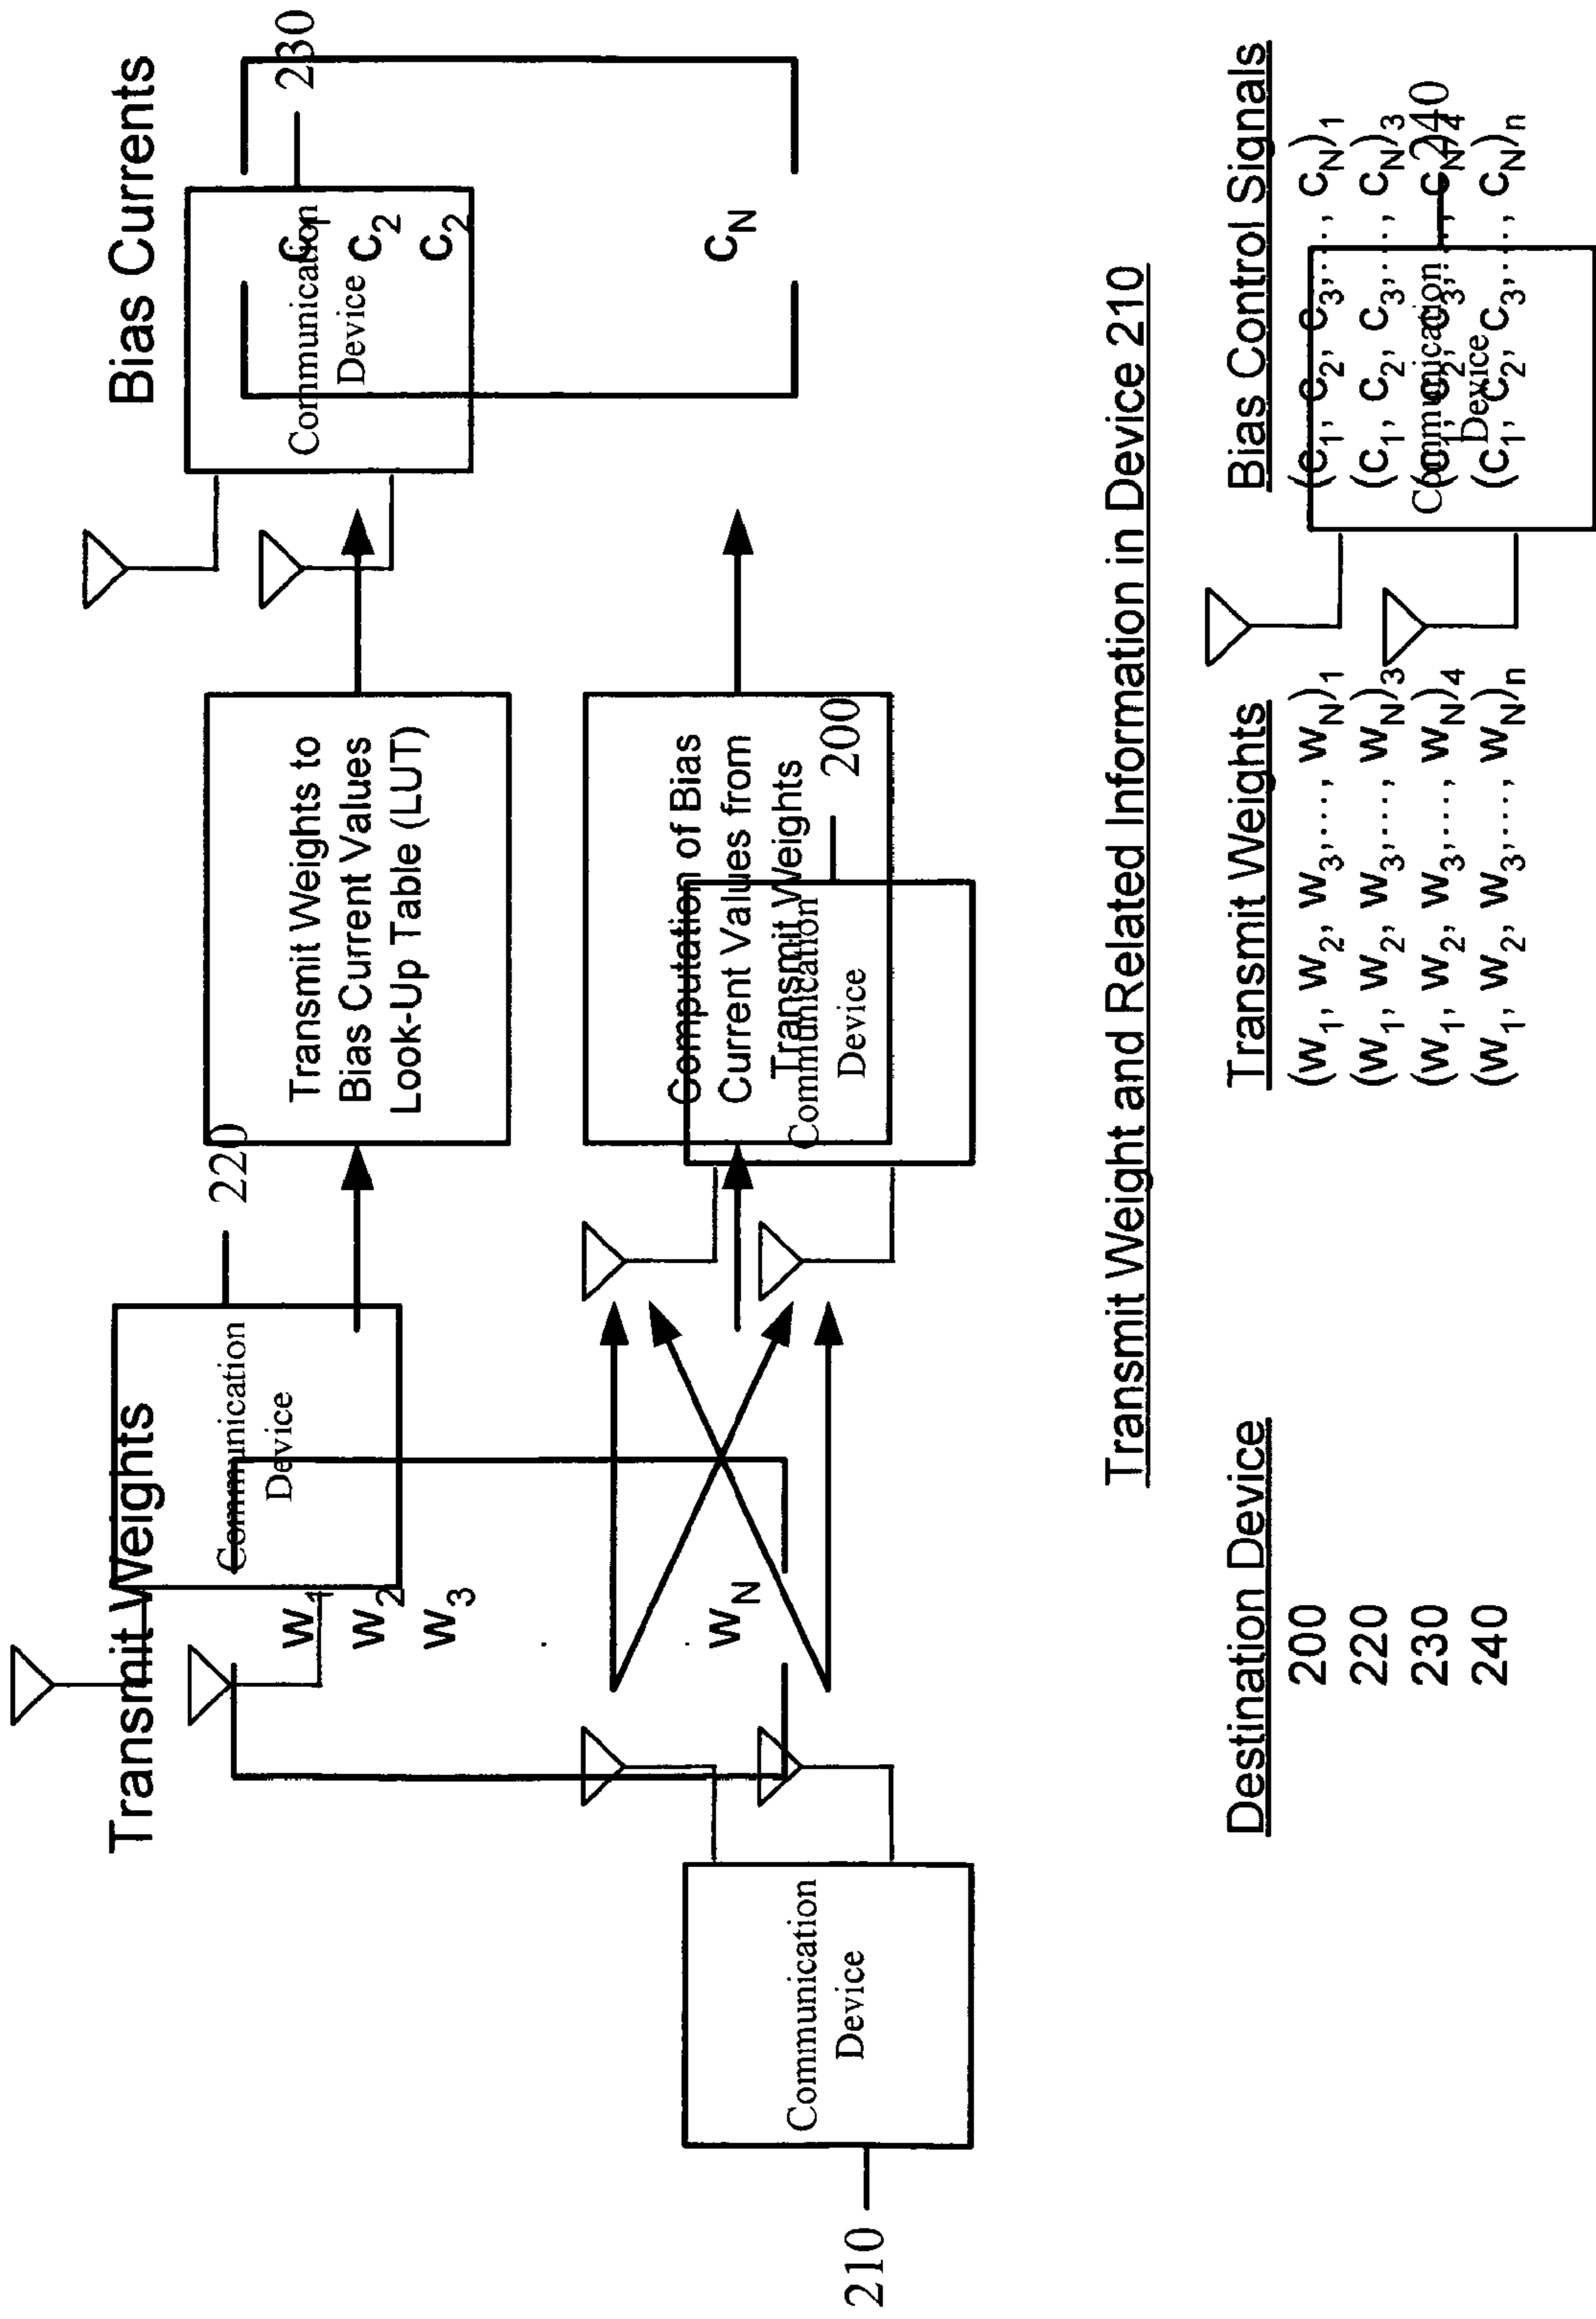 Transmit Weights
Bias Currents
220
230
Communication
Device
Communication
Device
w1
w2
w3
wN
Transmit Weights to
Bias Current Values
Look-Up Table (LUT)
c1
c2
c2
cN
Computation of Bias
Current Values from
Transmit Weights
200
Communication
Device
210
Communication
Device
Transmit Weight and Related Information in Device 210
Destination Device Transmit Weights Bias Control Signals
200 (w1, w2, w3,..., wN)1 (c1, c2, c3,..., cN)1
220 (w1, w2, w3,..., wN)3 (c1, c2, c3,..., cN)3
230 (w1, w2, w3,..., wN)4 (c1, c2, c3,..., cN)4
240 (w1, w2, w3,..., wN)n (c1, c2, c3,..., cN)n
240
Communication
Device